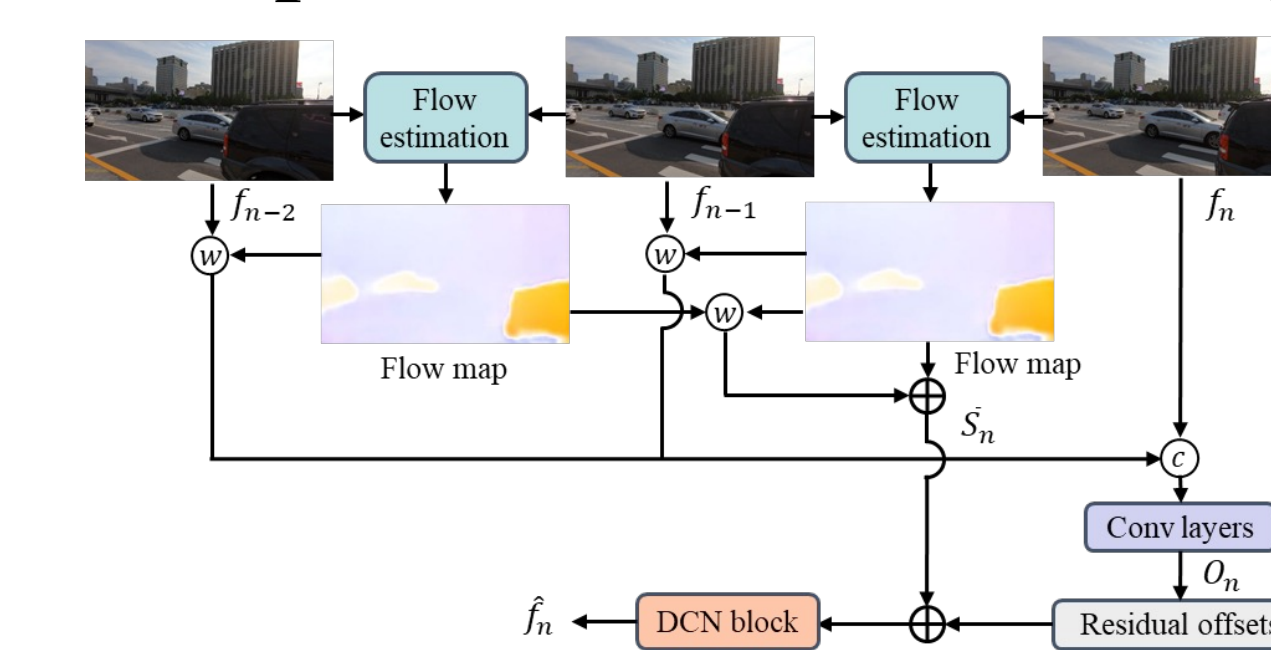 Flow
estimation
Flow
estimation
f_{n-2}
f_{n-1}
f_n
w
w
w
Flow map
Flow map
S̄_n
c
Conv layers
O_n
f̂_n
DCN block
Residual offsets